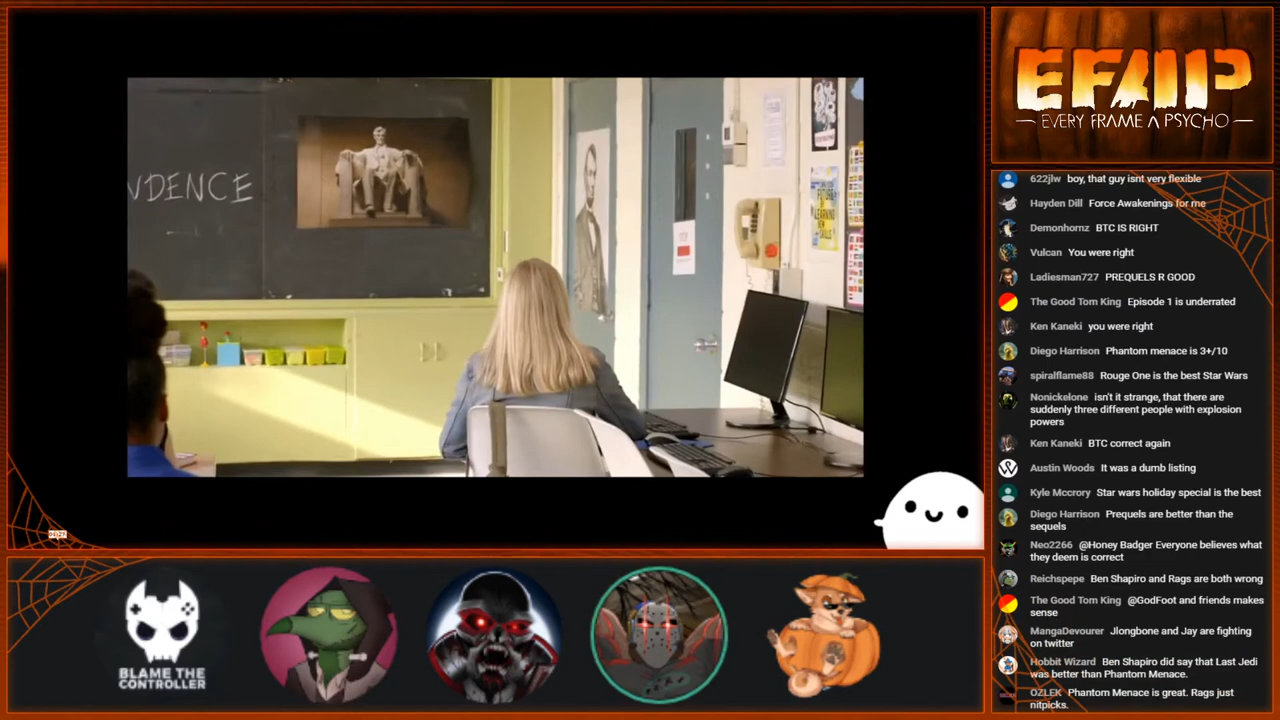 VDENCE
STOP
FUTURE
LEARNING
NEW
SKILLS
EFAP
EVERY FRAME A PSYCHO
622jlw boy, that guy isnt very flexible
Hayden Dill Force Awakenings for me
Demonhornz BTC IS RIGHT
Vulcan You were right
Ladiesman727 PREQUELS R GOOD
The Good Tom King Episode 1 is underrated
Ken Kaneki you were right
Diego Harrison Phantom menace is 3+/10
spiralflame88 Rouge One is the best Star Wars
Nonickelone isn't it strange, that there are
suddenly three different people with explosion
powers
Ken Kaneki BTC correct again
Austin Woods It was a dumb listing
Kyle Mccrory Star wars holiday special is the best
Diego Harrison Prequels are better than the
sequels
Neo2266 @Honey Badger Everyone believes what
they deem is correct
Reichspepe Ben Shapiro and Rags are both wrong
The Good Tom King @GodFoot and friends makes
sense
MangaDevourer Jlongbone and Jay are fighting
on twitter
Hobbit Wizard Ben Shapiro did say that Last Jedi
was better than Phantom Menace.
OZLEK Phantom Menace is great. Rags just
nitpicks.
BLAME THE
CONTROLLER